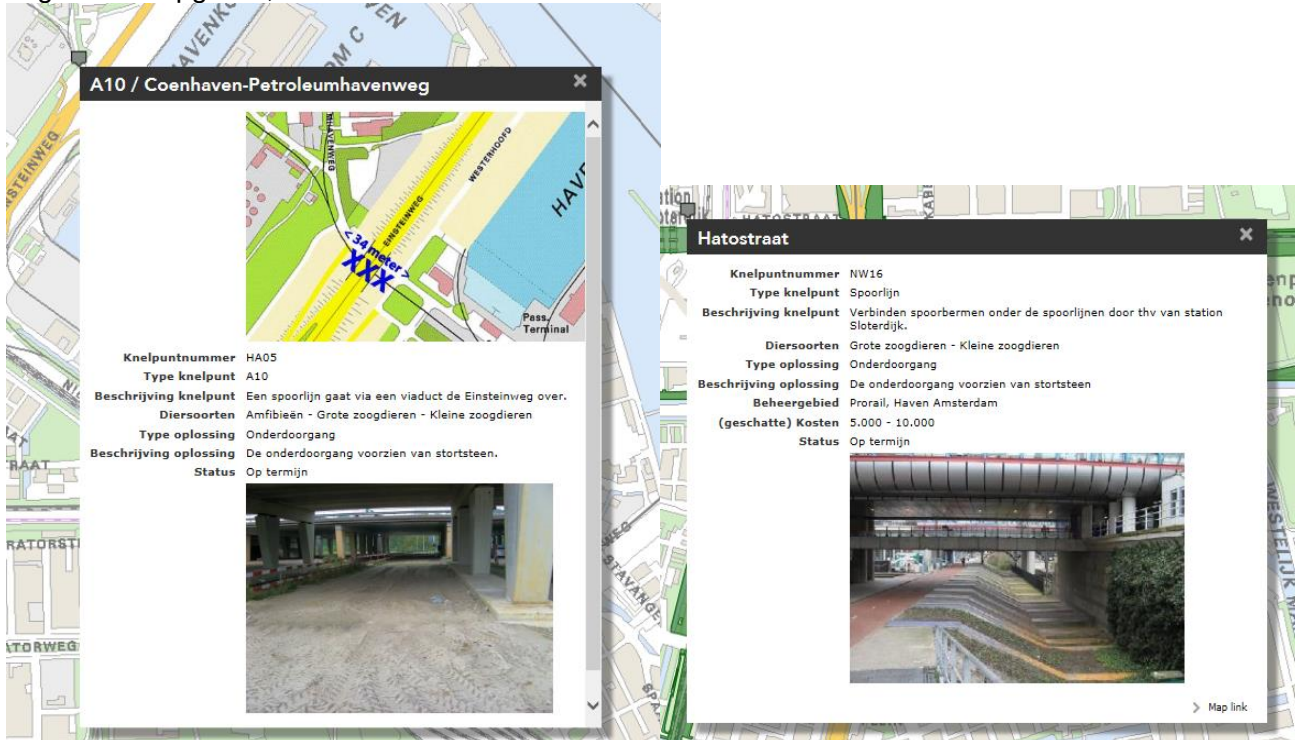 A10 / Coenhaven-Petroleumhavenweg
EINSTEINWEG
WESTERHOOFD
< 34 meter >
XXX
Pass.
Terminal
Knelpuntnummer HA05
Type knelpunt A10
Beschrijving knelpunt Een spoorlijn gaat via een viaduct de Einsteinweg over.
Diersoorten Amfibieën - Grote zoogdieren - Kleine zoogdieren
Type oplossing Onderdoorgang
Beschrijving oplossing De onderdoorgang voorzien van stortsteen.
Status Op termijn
Hatostraat
Knelpuntnummer NW16
Type knelpunt Spoorlijn
Beschrijving knelpunt Verbinden spoorbermen onder de spoorlijnen door thv van station
Sloterdijk.
Diersoorten Grote zoogdieren - Kleine zoogdieren
Type oplossing Onderdoorgang
Beschrijving oplossing De onderdoorgang voorzien van stortsteen
Beheergebied Prorail, Haven Amsterdam
(geschatte) Kosten 5.000 - 10.000
Status Op termijn
Map link